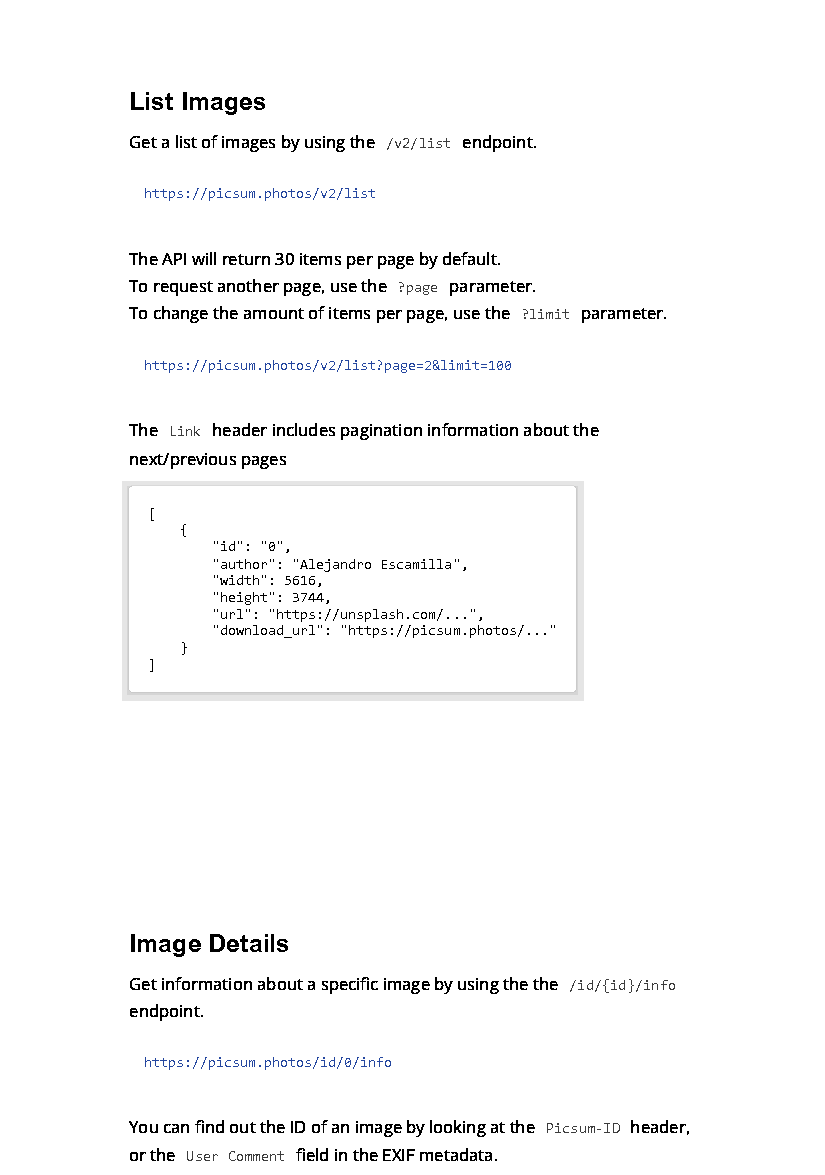 List Images
Get a list of images by using the /v2/list endpoint.
https://picsum.photos/v2/list
The API will return 30 items per page by default.
To request another page, use the ?page parameter.
To change the amount of items per page, use the ?limit parameter.
https://picsum.photos/v2/list?page=2&limit=100
The Link header includes pagination information about the
next/previous pages
[
    {
        "id": "0",
        "author": "Alejandro Escamilla",
        "width": 5616,
        "height": 3744,
        "url": "https://unsplash.com/...",
        "download_url": "https://picsum.photos/..."
    }
]
Image Details
Get information about a specific image by using the the /id/{id}/info
endpoint.
https://picsum.photos/id/0/info
You can find out the ID of an image by looking at the Picsum-ID header,
or the User Comment field in the EXIF metadata.